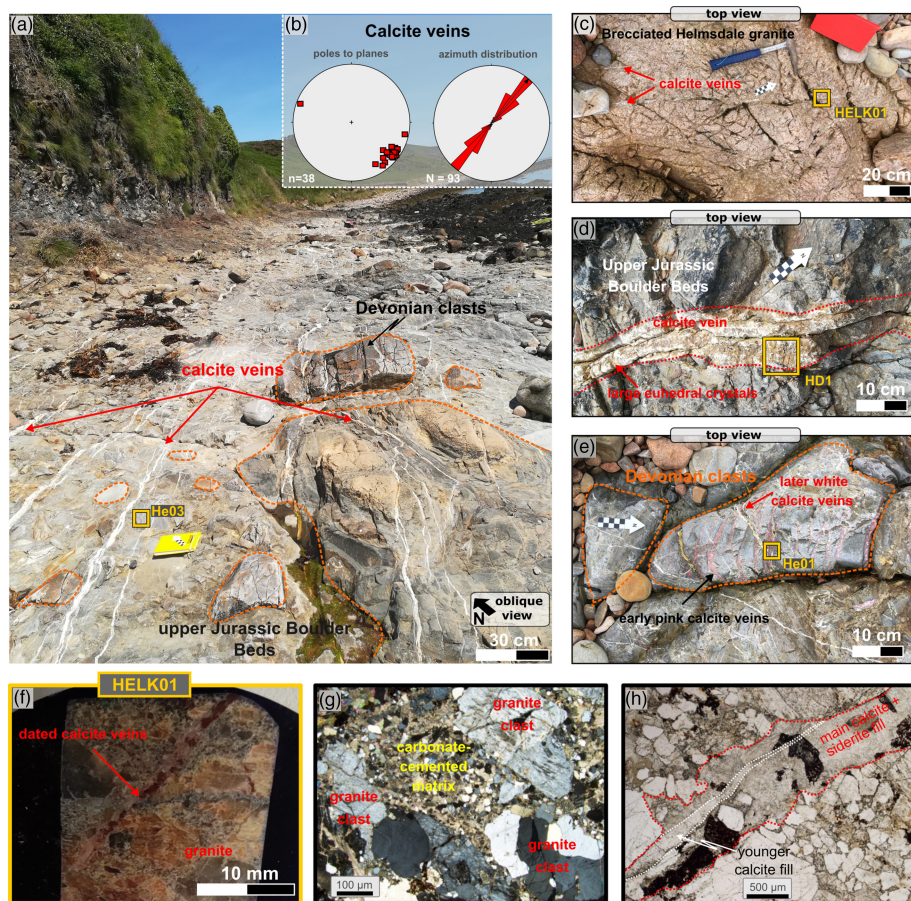 (a)
(b)
Calcite veins
poles to planes
azimuth distribution
n=38
N = 93
Devonian clasts
calcite veins
He03
N
oblique
view
30 cm
upper Jurassic Boulder
Beds
(c)
top view
Brecciated Helmsdale granite
calcite veins
HELK01
20 cm
(d)
top view
Upper Jurassic
Boulder Beds
calcite vein
HD1
large euhedral crystals
10 cm
(e)
top view
Devonian clasts
later white
calcite veins
He01
early pink calcite veins
10 cm
(f)
HELK01
dated calcite veins
granite
10 mm
(g)
granite
clast
carbonate-
cemented
matrix
granite
clast
granite
clast
100 µm
(h)
main calcite +
siderite fill
younger
calcite fill
500 µm